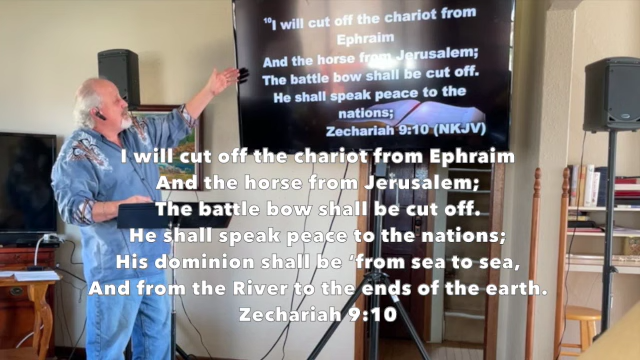 ¹⁰I will cut off the chariot from
Ephraim
And the horse from Jerusalem;
The battle bow shall be cut off.
He shall speak peace to the
nations;
Zechariah 9:10 (NKJV)
I will cut off the chariot from Ephraim
And the horse from Jerusalem;
The battle bow shall be cut off.
He shall speak peace to the nations;
His dominion shall be ‘from sea to sea,
And from the River to the ends of the earth.
Zechariah 9:10